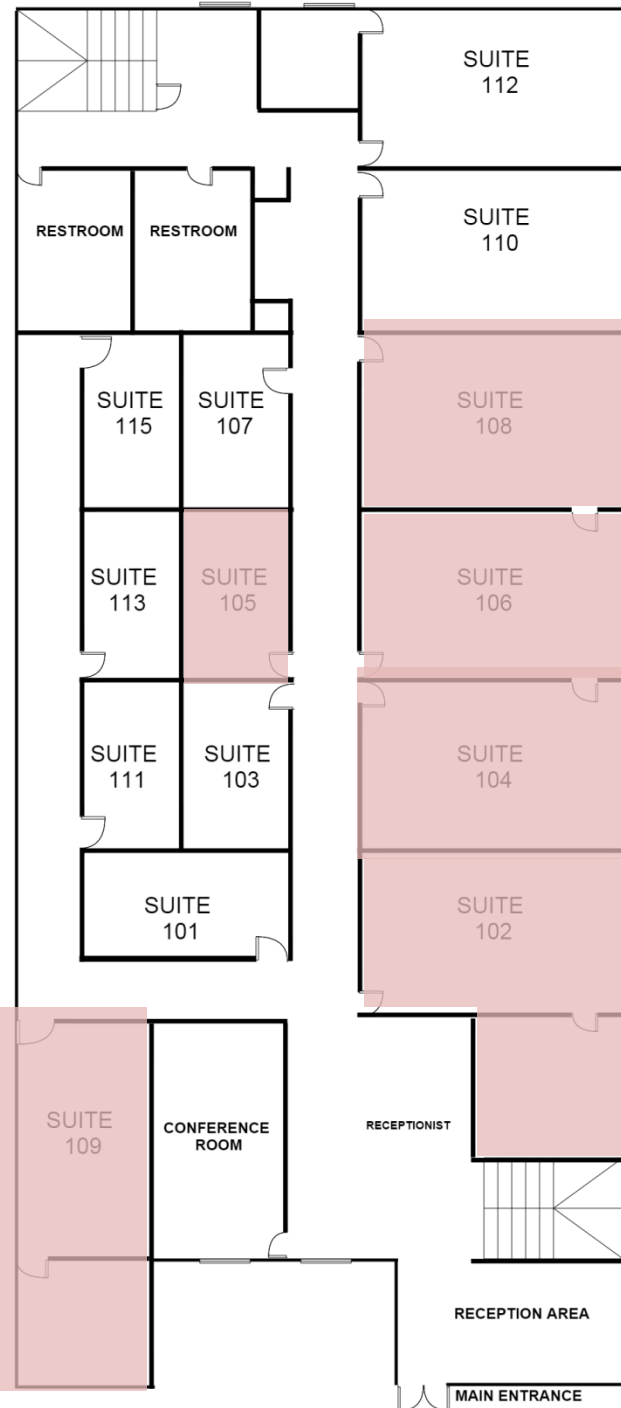 SUITE
112
RESTROOM
RESTROOM
SUITE
110
SUITE
115
SUITE
107
SUITE
108
SUITE
113
SUITE
105
SUITE
106
SUITE
111
SUITE
103
SUITE
104
SUITE
101
SUITE
102
SUITE
109
CONFERENCE
ROOM
RECEPTIONIST
RECEPTION AREA
MAIN ENTRANCE